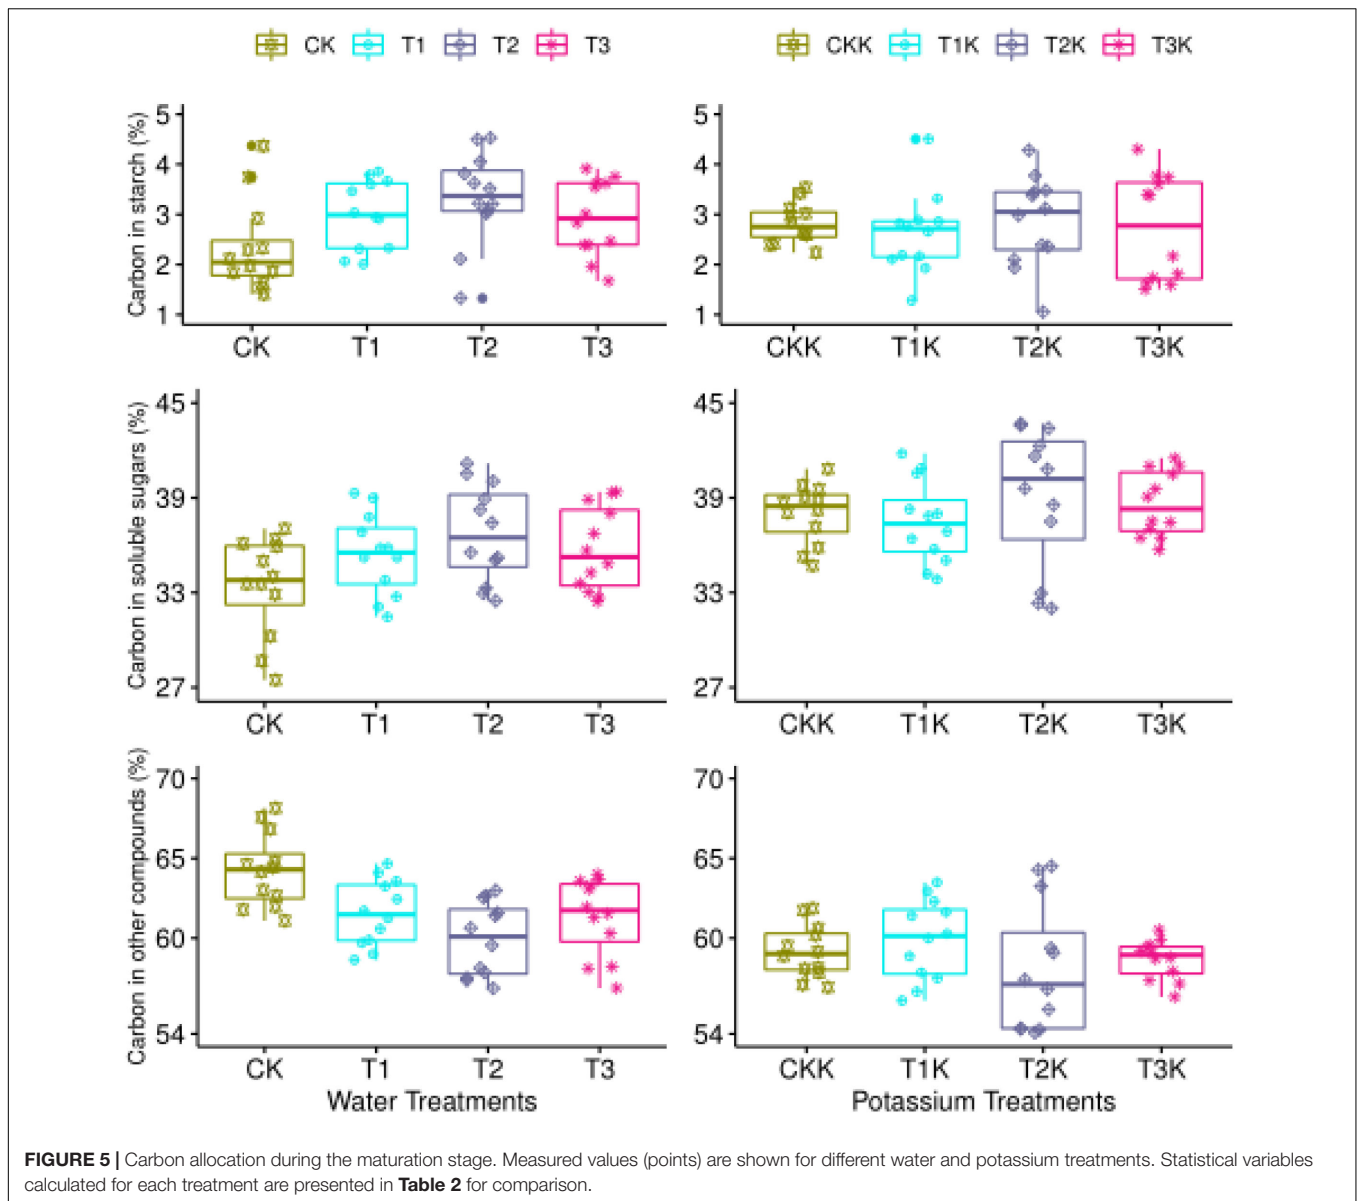 CK T1 T2 T3
CKK T1K T2K T3K
Carbon in starch (%)
5
4
3
2
1
CK T1 T2 T3
5
4
3
2
1
CKK T1K T2K T3K
Carbon in soluble sugars (%)
45
39
33
27
CK T1 T2 T3
45
39
33
27
CKK T1K T2K T3K
Carbon in other compounds (%)
70
65
60
54
CK T1 T2 T3
Water Treatments
70
65
60
54
CKK T1K T2K T3K
Potassium Treatments
FIGURE 5 | Carbon allocation during the maturation stage. Measured values (points) are shown for different water and potassium treatments. Statistical variables
calculated for each treatment are presented in Table 2 for comparison.